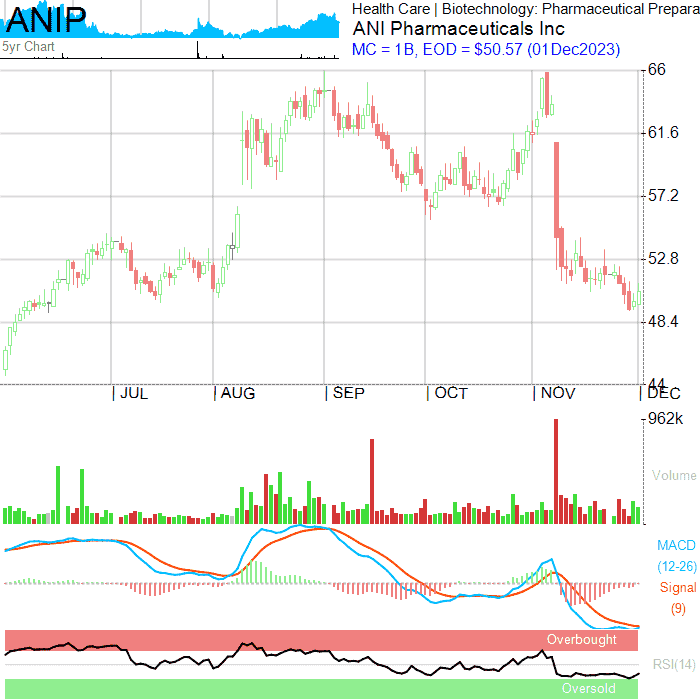 ANIP
5yr Chart
Health Care | Biotechnology: Pharmaceutical Prepara
ANI Pharmaceuticals Inc
MC = 1B, EOD = $50.57 (01Dec2023)
66
61.6
57.2
52.8
48.4
44
| JUL | AUG | SEP | OCT | NOV | DEC
962k
Volume
MACD
(12-26)
Signal
(9)
Overbought
RSI(14)
Oversold